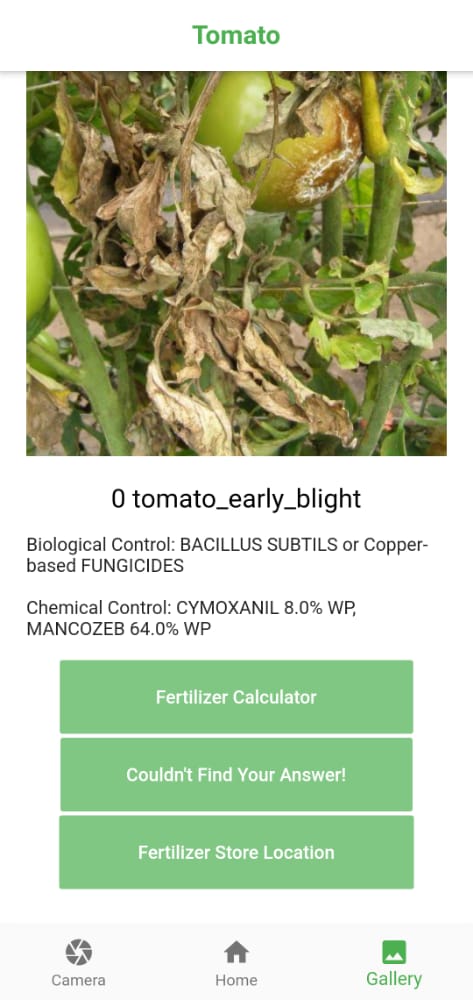 Tomato
0 tomato_early_blight
Biological Control: BACILLUS SUBTILS or Copper-
based FUNGICIDES
Chemical Control: CYMOXANIL 8.0% WP,
MANCOZEB 64.0% WP
Fertilizer Calculator
Couldn't Find Your Answer!
Fertilizer Store Location
Camera
Home
Gallery